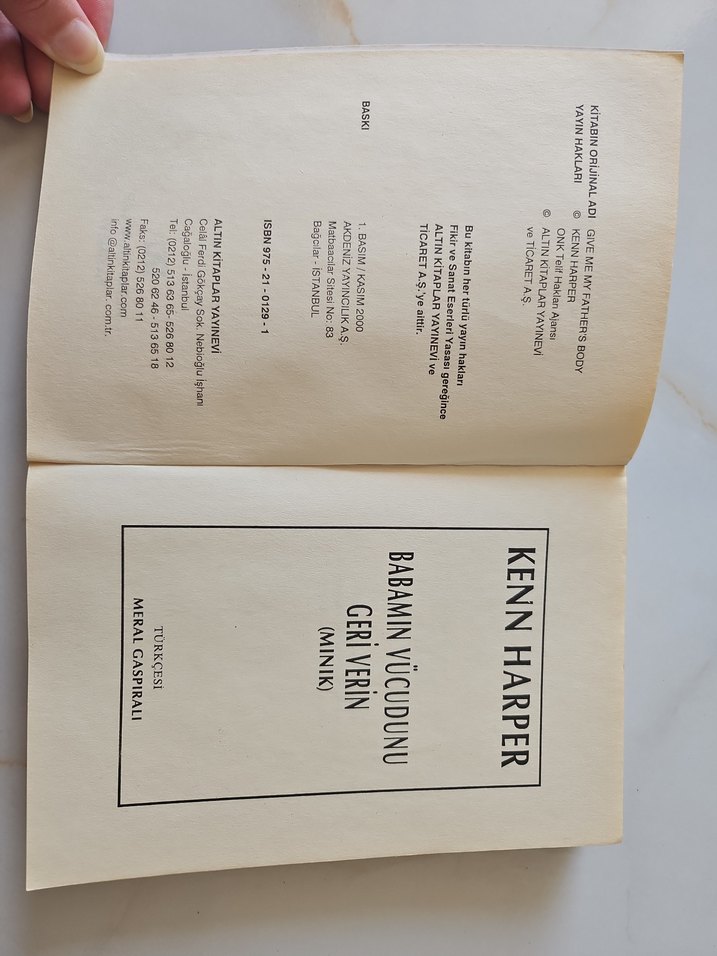 KİTABIN ORİJİNAL ADI GIVE ME MY FATHER'S BODY
YAYIN HAKLARI © KENN HARPER
ONK Telif Hakları Ajansı
© ALTIN KİTAPLAR YAYINEVİ
ve TİCARET A.Ş.
Bu kitabın her türlü yayın hakları
Fikir ve Sanat Eserleri Yasası gereğince
ALTIN KİTAPLAR YAYINEVİ ve
TİCARET A.Ş.'ye aittir.
BASKI 1. BASIM / KASIM 2000
AKDENİZ YAYINCILIK A.Ş.
Matbaacılar Sitesi No: 83
Bağcılar - İSTANBUL
ISBN 975 - 21 - 0129 - 1
ALTIN KİTAPLAR YAYINEVİ
Celâl Ferdi Gökçay Sok. Nebioğlu İşhanı
Cağaloğlu - İstanbul
Tel: (0212) 513 63 65- 526 80 12
520 62 46 - 513 65 18
Faks: (0212) 526 80 11
www.altinkitaplar.com
info @altinkitaplar. com.tr.
KENN HARPER
BABAMIN VÜCUDUNU
GERİ VERİN
(MINIK)
TÜRKÇESİ
MERAL GASPIRALI